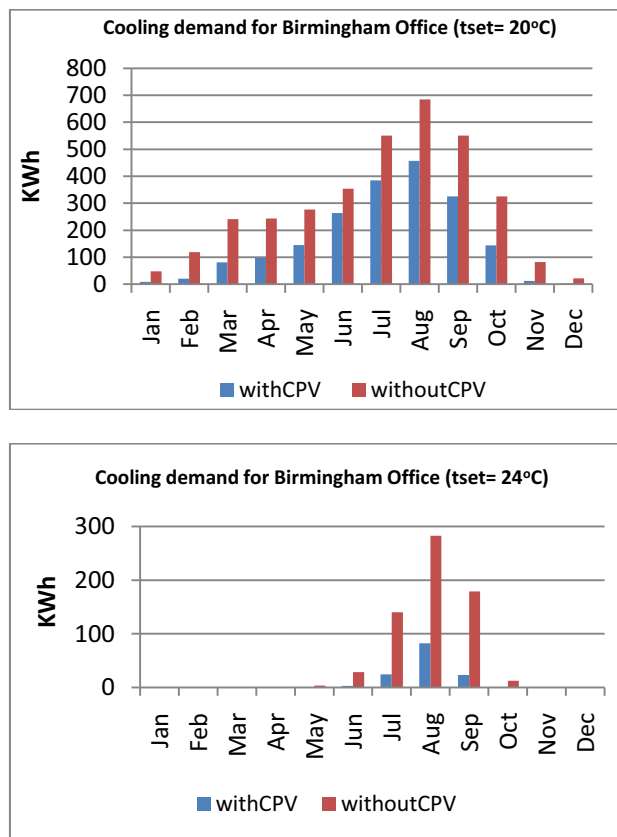 Cooling demand for Birmingham Office (tset= 20°C)
800
700
600
500
400
300
200
100
0
KWh
Jan
Feb
Mar
Apr
May
Jun
Jul
Aug
Sep
Oct
Nov
Dec
withCPV withoutCPV
Cooling demand for Birmingham Office (tset= 24°C)
300
200
100
0
KWh
Jan
Feb
Mar
Apr
May
Jun
Jul
Aug
Sep
Oct
Nov
Dec
withCPV withoutCPV